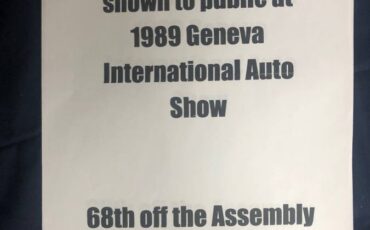 shown to public at
1989 Geneva
International Auto
Show
68th off the Assembly